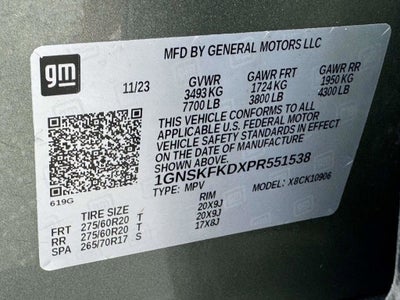 gm
MFD BY GENERAL MOTORS LLC
11/23 GVWR GAWR FRT GAWR RR
3493 KG 1724 KG 1950 KG
7700 LB 3800 LB 4300 LB
THIS VEHICLE CONFORMS TO ALL
APPLICABLE U.S. FEDERAL MOTOR
VEHICLE SAFETY STANDARDS IN EFFECT
ON THE DATE OF MANUFACTURE
SHOWN ABOVE.
1GNSKFKDXPR551538
619G TYPE: MPV MODEL: X8CK10906
TIRE SIZE RIM
FRT 275/60R20 T 20X9J
RR 275/60R20 T 20X9J
SPA 265/70R17 S 17X8J